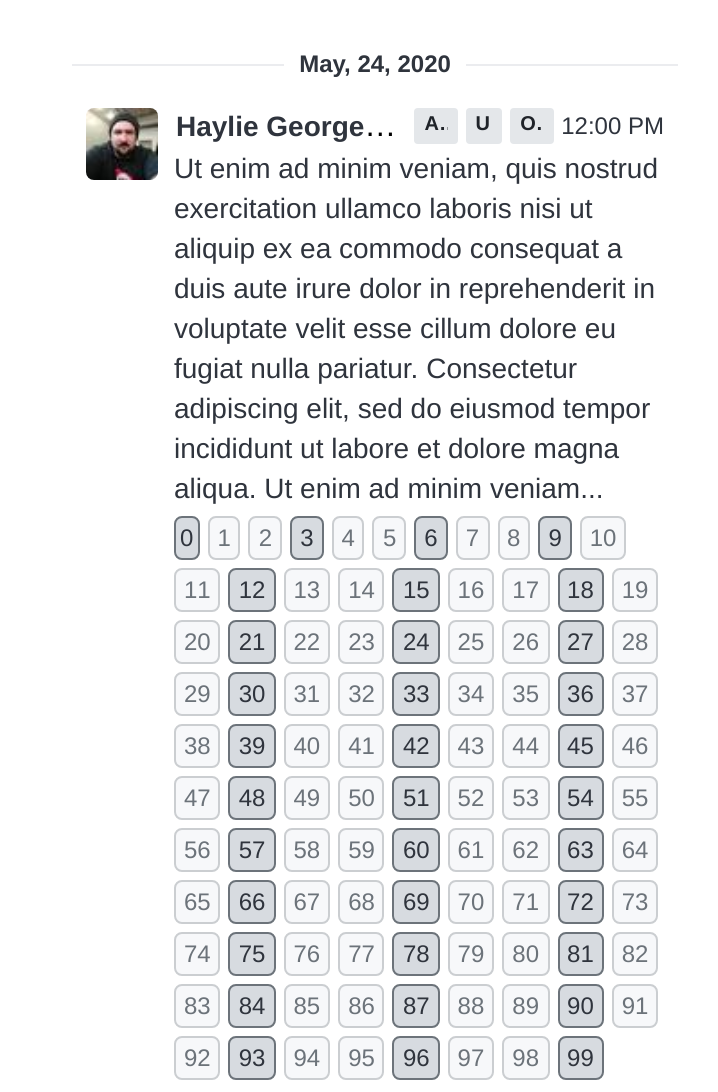 May, 24, 2020
Haylie George... A. U O. 12:00 PM
Ut enim ad minim veniam, quis nostrud
exercitation ullamco laboris nisi ut
aliquip ex ea commodo consequat a
duis aute irure dolor in reprehenderit in
voluptate velit esse cillum dolore eu
fugiat nulla pariatur. Consectetur
adipiscing elit, sed do eiusmod tempor
incididunt ut labore et dolore magna
aliqua. Ut enim ad minim veniam...
0 1 2 3 4 5 6 7 8 9 10
11 12 13 14 15 16 17 18 19
20 21 22 23 24 25 26 27 28
29 30 31 32 33 34 35 36 37
38 39 40 41 42 43 44 45 46
47 48 49 50 51 52 53 54 55
56 57 58 59 60 61 62 63 64
65 66 67 68 69 70 71 72 73
74 75 76 77 78 79 80 81 82
83 84 85 86 87 88 89 90 91
92 93 94 95 96 97 98 99